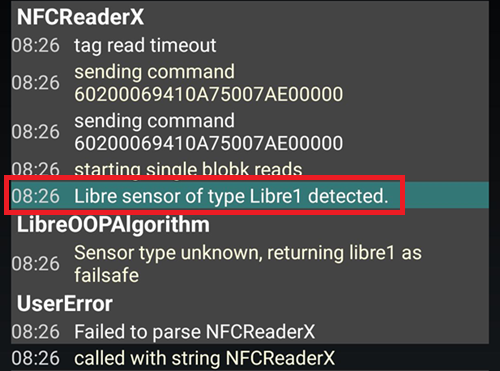 NFCReaderX
08:26 tag read timeout
08:26 sending command
60200069410A75007AE00000
08:26 sending command
60200069410A75007AE00000
08:26 starting single blobk reads
08:26 Libre sensor of type Libre1 detected.
LibreOOPAlgorithm
08:26 Sensor type unknown, returning libre1 as
failsafe
UserError
08:26 Failed to parse NFCReaderX
08:26 called with string NFCReaderX